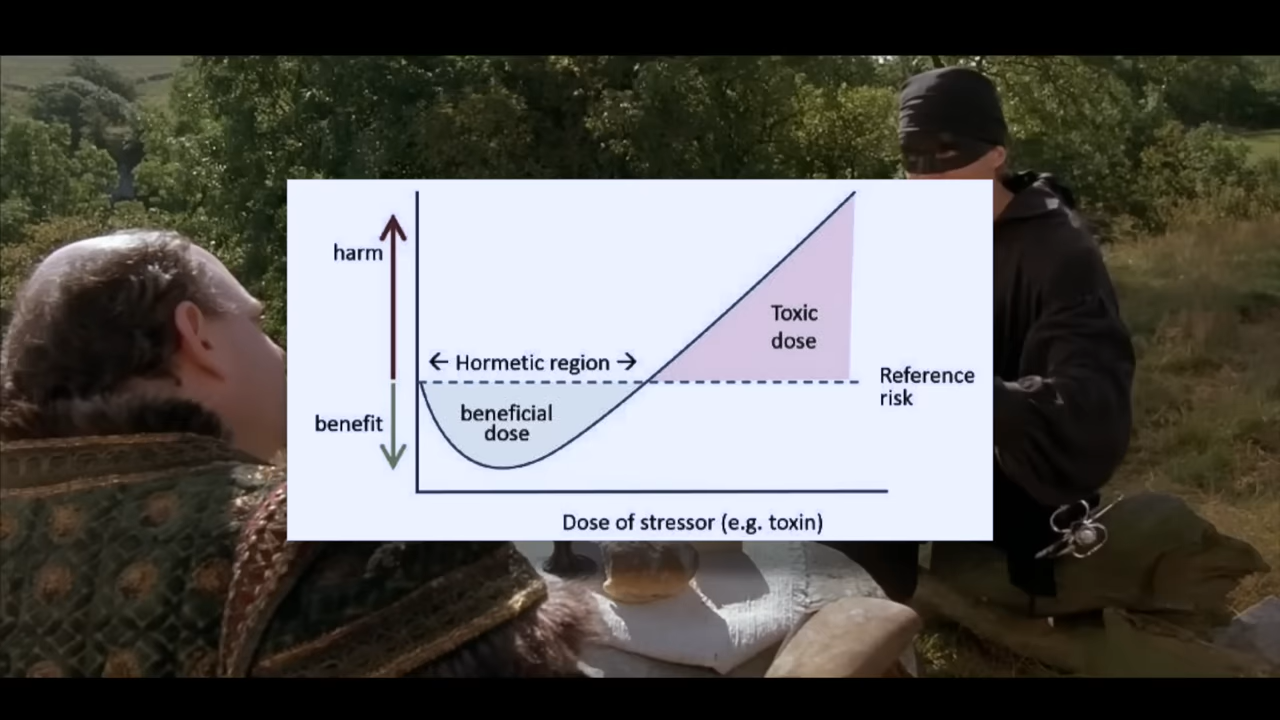 harm
← Hormetic region →
Toxic
dose
Reference
risk
benefit
beneficial
dose
Dose of stressor (e.g. toxin)